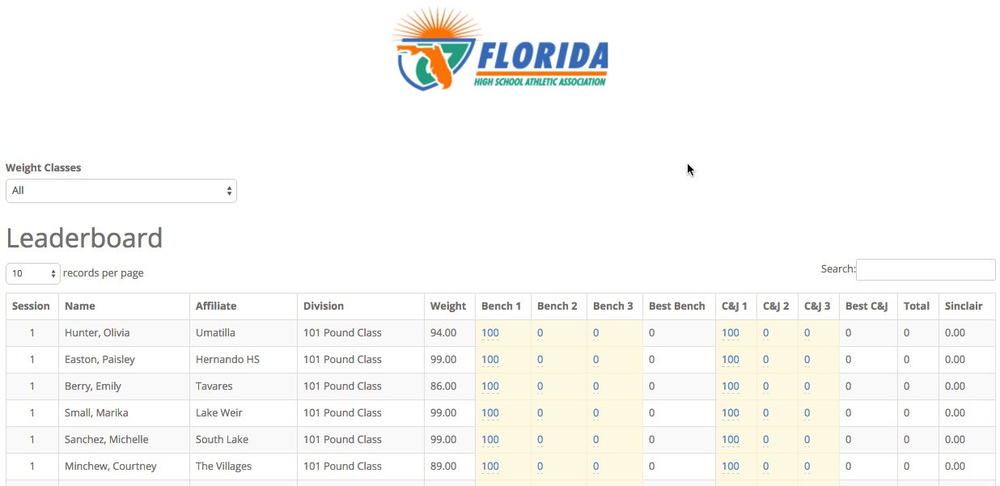 FLORIDA
HIGH SCHOOL ATHLETIC ASSOCIATION
Weight Classes
All
Leaderboard
10 records per page
Search:
Session Name Affiliate Division Weight Bench 1 Bench 2 Bench 3 Best Bench C&J 1 C&J 2 C&J 3 Best C&J Total Sinclair
1 Hunter, Olivia Umatilla 101 Pound Class 94.00 100 0 0 0 100 0 0 0 0 0.00
1 Easton, Paisley Hernando HS 101 Pound Class 99.00 100 0 0 0 100 0 0 0 0 0.00
1 Berry, Emily Tavares 101 Pound Class 86.00 100 0 0 0 100 0 0 0 0 0.00
1 Small, Marika Lake Weir 101 Pound Class 99.00 100 0 0 0 100 0 0 0 0 0.00
1 Sanchez, Michelle South Lake 101 Pound Class 99.00 100 0 0 0 100 0 0 0 0 0.00
1 Minchew, Courtney The Villages 101 Pound Class 89.00 100 0 0 0 100 0 0 0 0 0.00